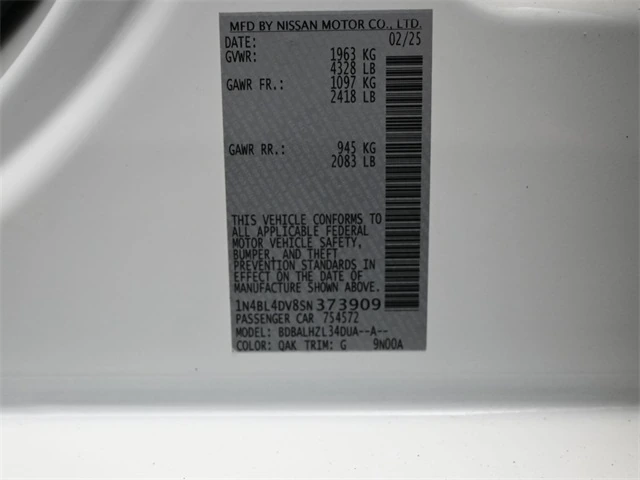 MFD BY NISSAN MOTOR CO., LTD.
DATE: 02/25
GVWR: 1963 KG
4328 LB
GAWR FR.: 1097 KG
2418 LB
GAWR RR.: 945 KG
2083 LB
THIS VEHICLE CONFORMS TO
ALL APPLICABLE FEDERAL
MOTOR VEHICLE SAFETY,
BUMPER, AND THEFT
PREVENTION STANDARDS IN
EFFECT ON THE DATE OF
MANUFACTURE SHOWN ABOVE.
1N4BL4DV8SN373909
PASSENGER CAR 754572
MODEL: BDBALHZL34DUA--A--
COLOR: QAK TRIM: G 9N00A